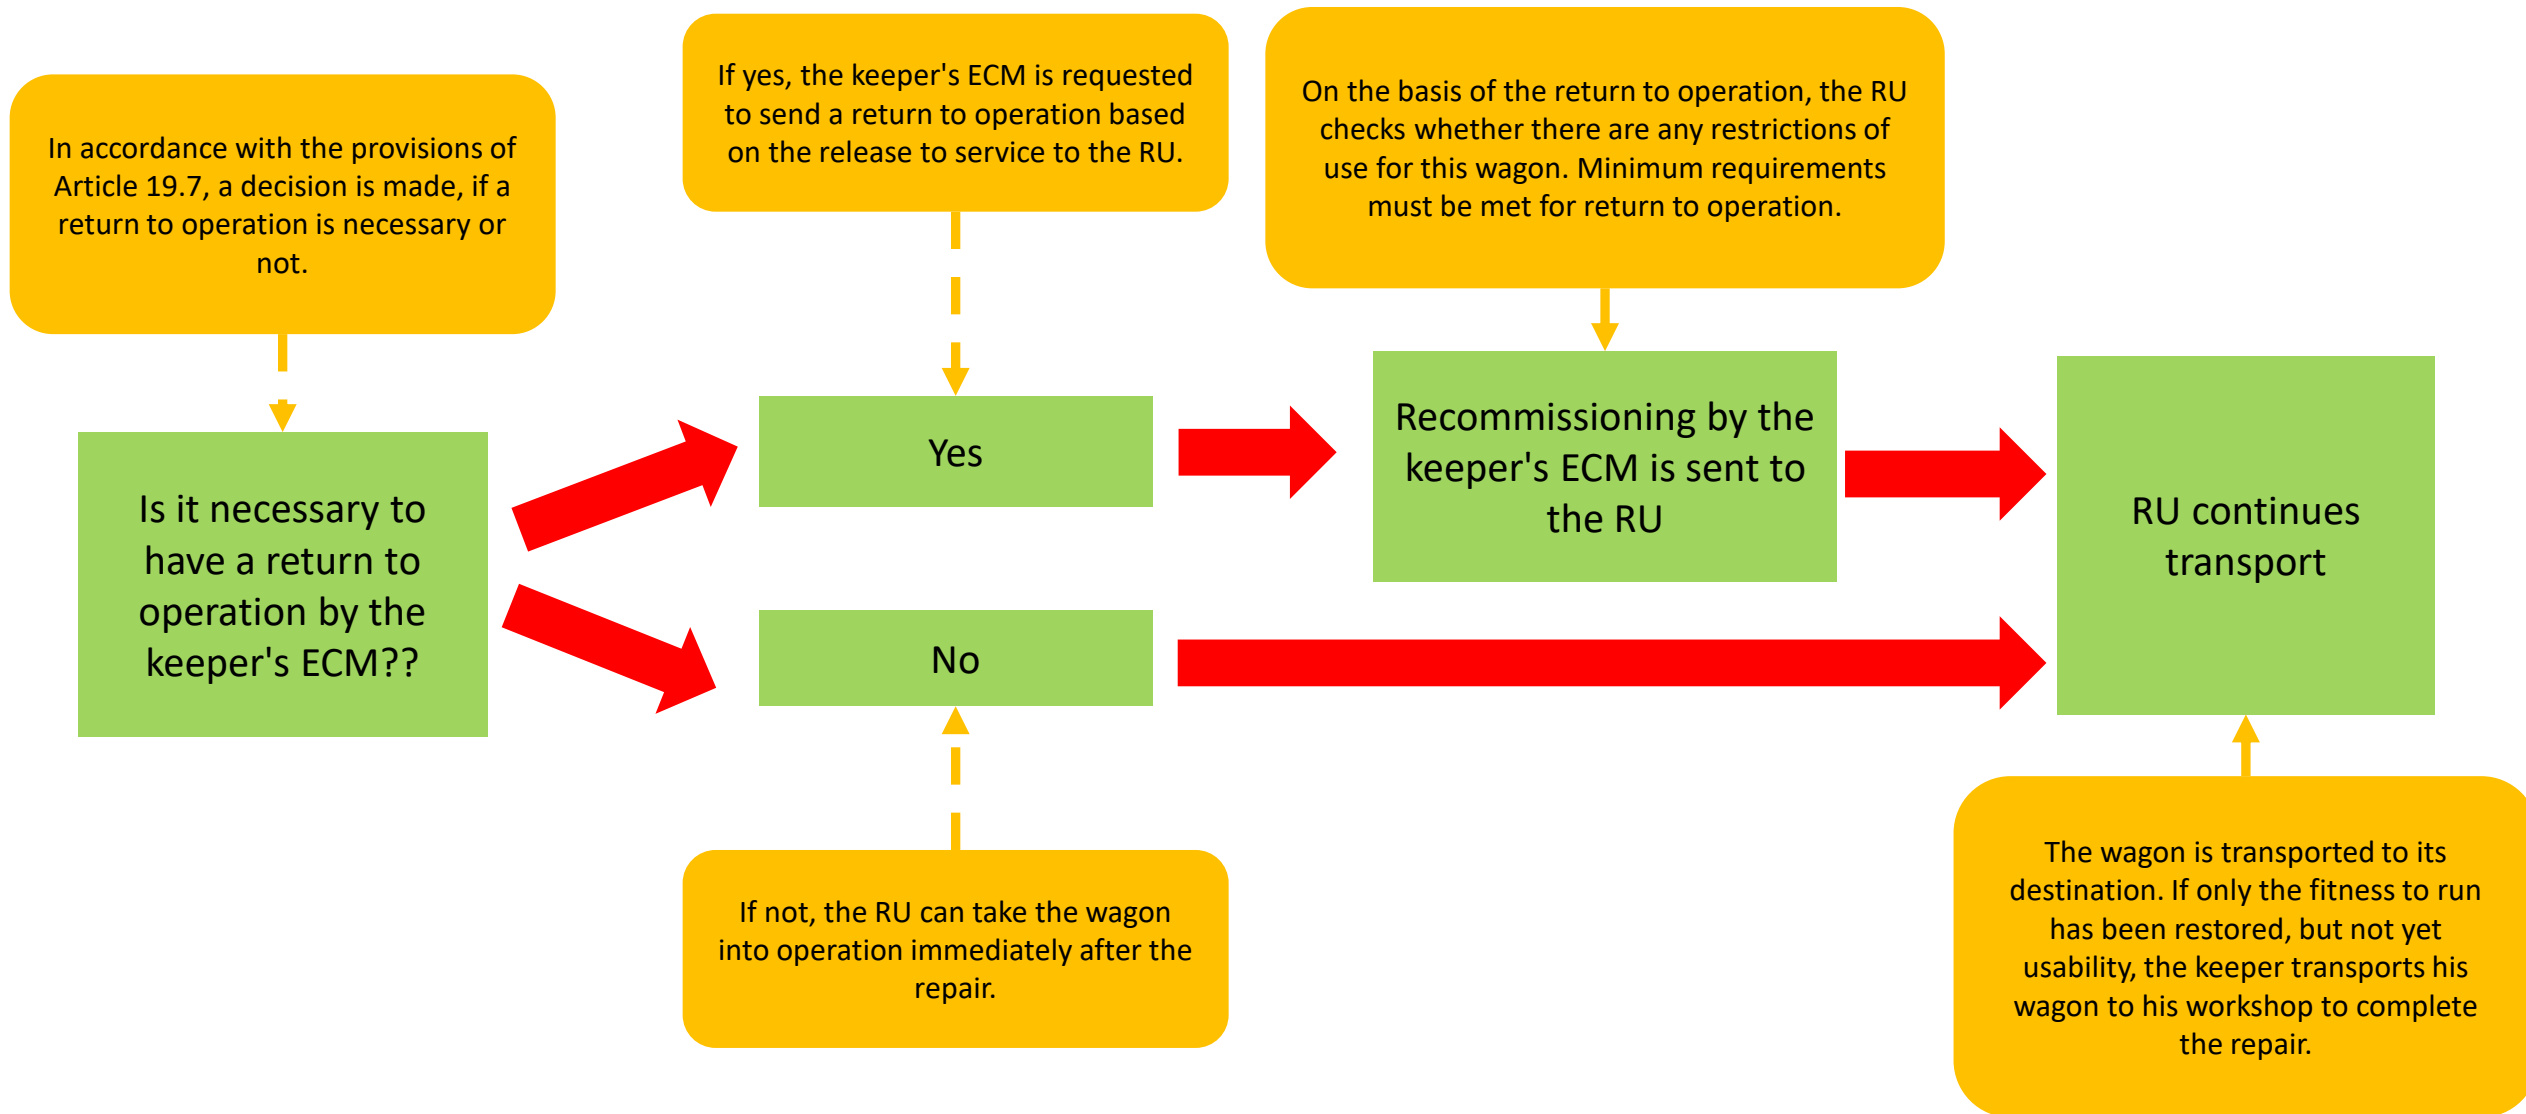 In accordance with the provisions of
Article 19.7, a decision is made, if a
return to operation is necessary or
not.
If yes, the keeper's ECM is requested
to send a return to operation based
on the release to service to the RU.
On the basis of the return to operation, the RU
checks whether there are any restrictions of
use for this wagon. Minimum requirements
must be met for return to operation.
Is it necessary to
have a return to
operation by the
keeper's ECM??
Yes
Recommissioning by the
keeper's ECM is sent to
the RU
RU continues
transport
No
If not, the RU can take the wagon
into operation immediately after the
repair.
The wagon is transported to its
destination. If only the fitness to run
has been restored, but not yet
usability, the keeper transports his
wagon to his workshop to complete
the repair.